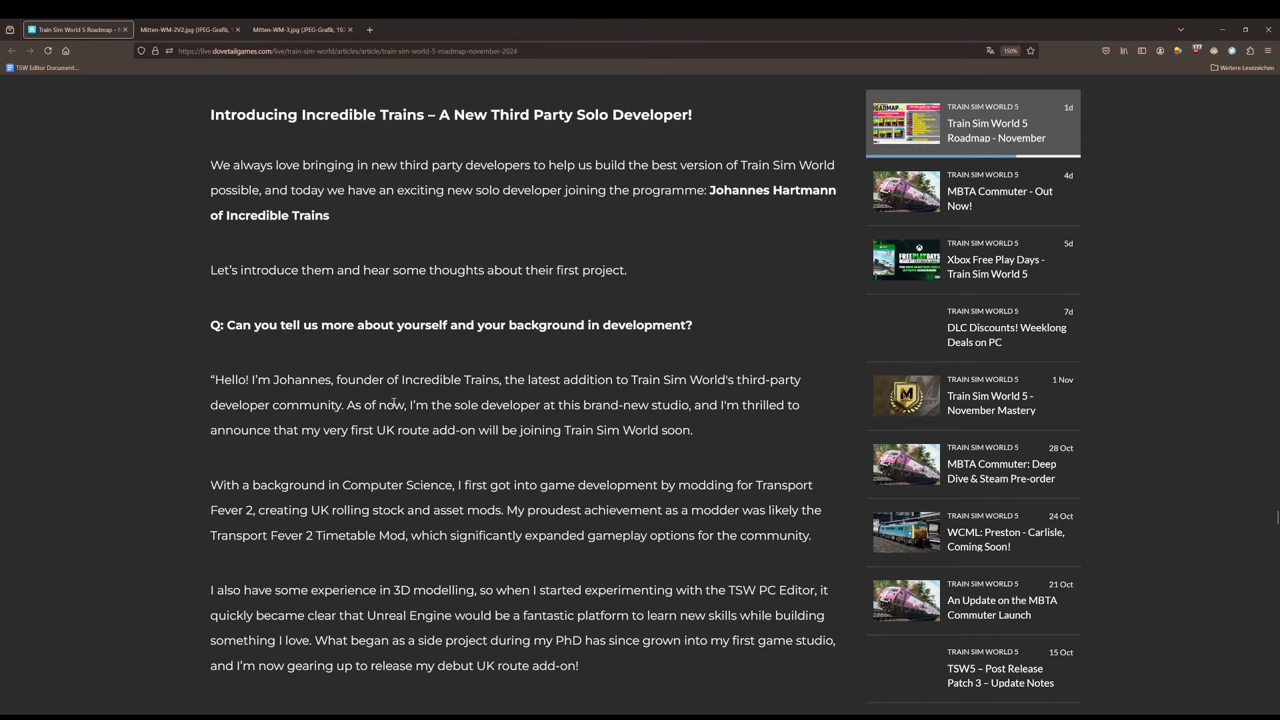 Train Sim World 5 Roadmap - N
Mitten-WM-2V2.jpg (JPEG-Grafik, 1
Mitten-WM-3.jpg (JPEG-Grafik, 192
https://live.dovetailgames.com/live/train-sim-world/articles/article/train-sim-world-5-roadmap-november-2024
150%
TSW Editor Document...
Weitere Lesezeichen
Introducing Incredible Trains – A New Third Party Solo Developer!
We always love bringing in new third party developers to help us build the best version of Train Sim World
possible, and today we have an exciting new solo developer joining the programme: Johannes Hartmann
of Incredible Trains
Let's introduce them and hear some thoughts about their first project.
Q: Can you tell us more about yourself and your background in development?
“Hello! I'm Johannes, founder of Incredible Trains, the latest addition to Train Sim World's third-party
developer community. As of now, I'm the sole developer at this brand-new studio, and I'm thrilled to
announce that my very first UK route add-on will be joining Train Sim World soon.
With a background in Computer Science, I first got into game development by modding for Transport
Fever 2, creating UK rolling stock and asset mods. My proudest achievement as a modder was likely the
Transport Fever 2 Timetable Mod, which significantly expanded gameplay options for the community.
I also have some experience in 3D modelling, so when I started experimenting with the TSW PC Editor, it
quickly became clear that Unreal Engine would be a fantastic platform to learn new skills while building
something I love. What began as a side project during my PhD has since grown into my first game studio,
and I'm now gearing up to release my debut UK route add-on!
ROADMAP
TRAIN SIM WORLD 5 1d
Train Sim World 5
Roadmap - November
TRAIN SIM WORLD 5 4d
MBTA Commuter - Out
Now!
TRAIN SIM WORLD 5 5d
Xbox Free Play Days -
Train Sim World 5
FREE PLAY DAYS
TRAIN SIM WORLD 5 7d
DLC Discounts! Weeklong
Deals on PC
TRAIN SIM WORLD 5 1 Nov
Train Sim World 5 -
November Mastery
M
TRAIN SIM WORLD 5 28 Oct
MBTA Commuter: Deep
Dive & Steam Pre-order
TRAIN SIM WORLD 5 24 Oct
WCML: Preston - Carlisle,
Coming Soon!
TRAIN SIM WORLD 5 21 Oct
An Update on the MBTA
Commuter Launch
TRAIN SIM WORLD 5 15 Oct
TSW5 – Post Release
Patch 3 – Update Notes